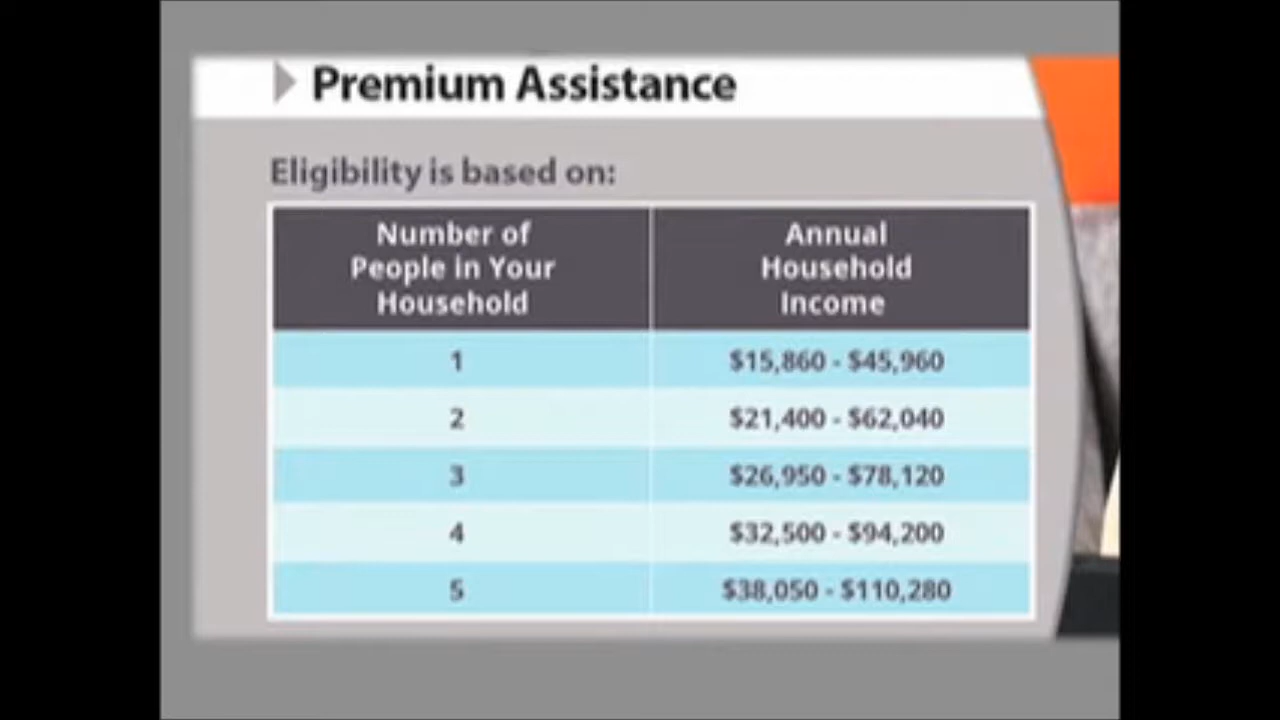 Premium Assistance
Eligibility is based on:
Number of
People in Your
Household
Annual
Household
Income
1
$15,860 - $45,960
2
$21,400 - $62,040
3
$26,950 - $78,120
4
$32,500 - $94,200
5
$38,050 - $110,280